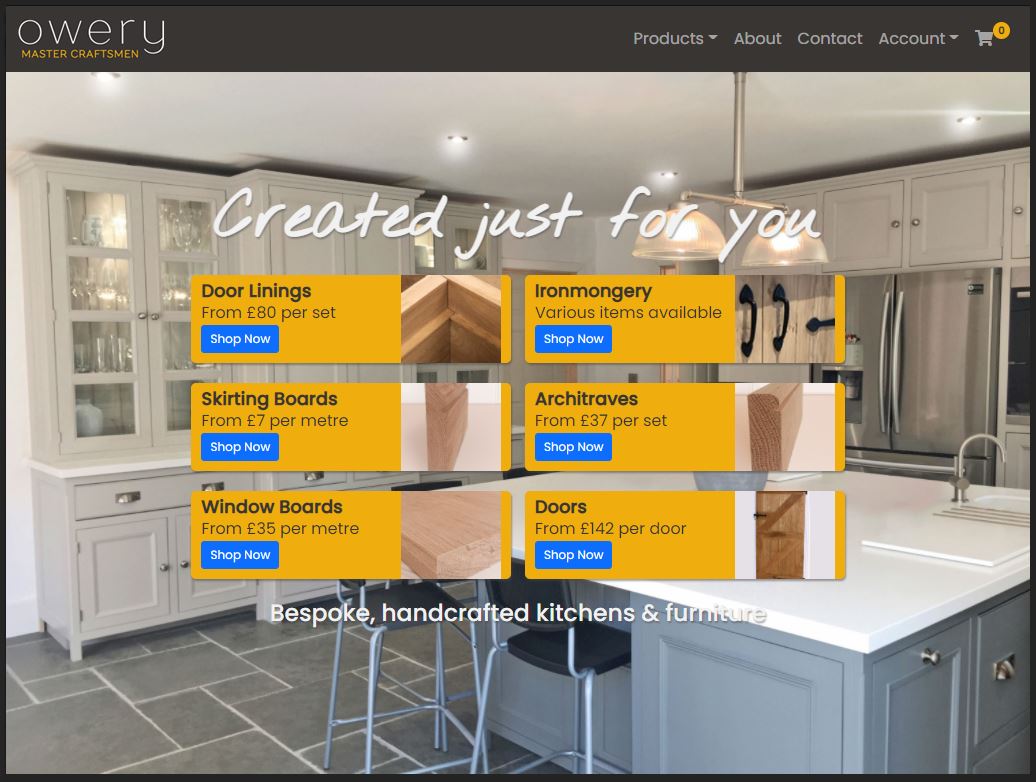 owery
MASTER CRAFTSMEN
Products
About
Contact
Account
0
Created just for you
Door Linings
From £80 per set
Shop Now
Ironmongery
Various items available
Shop Now
Skirting Boards
From £7 per metre
Shop Now
Architraves
From £37 per set
Shop Now
Window Boards
From £35 per metre
Shop Now
Doors
From £142 per door
Shop Now
Bespoke, handcrafted kitchens & furniture